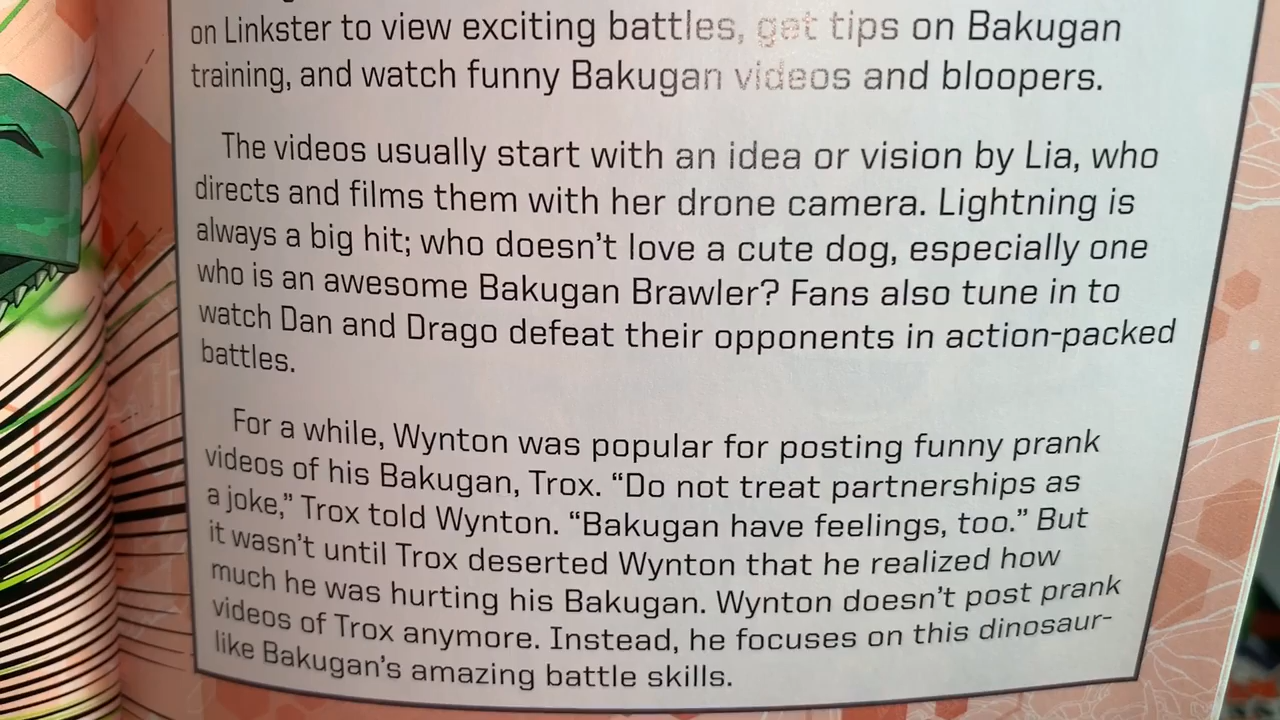 on Linkster to view exciting battles, get tips on Bakugan
training, and watch funny Bakugan videos and bloopers.
The videos usually start with an idea or vision by Lia, who
directs and films them with her drone camera. Lightning is
always a big hit; who doesn't love a cute dog, especially one
who is an awesome Bakugan Brawler? Fans also tune in to
watch Dan and Drago defeat their opponents in action-packed
battles.
For a while, Wynton was popular for posting funny prank
videos of his Bakugan, Trox. “Do not treat partnerships as
a joke,” Trox told Wynton. “Bakugan have feelings, too.” But
it wasn't until Trox deserted Wynton that he realized how
much he was hurting his Bakugan. Wynton doesn't post prank
videos of Trox anymore. Instead, he focuses on this dinosaur-
like Bakugan's amazing battle skills.